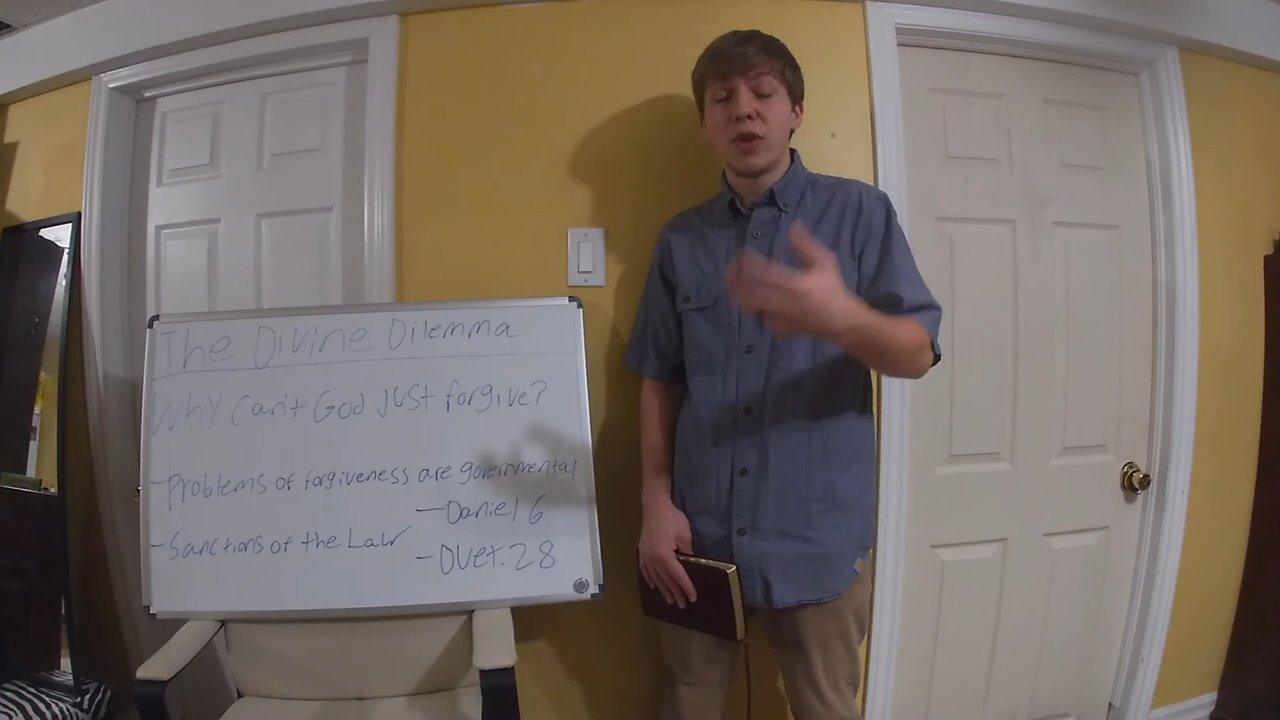 The Divine Dilemma
Why can't God just forgive?
-Problems of forgiveness are governmental
-Daniel 6
-Sanctions of the Law
-Duet. 28